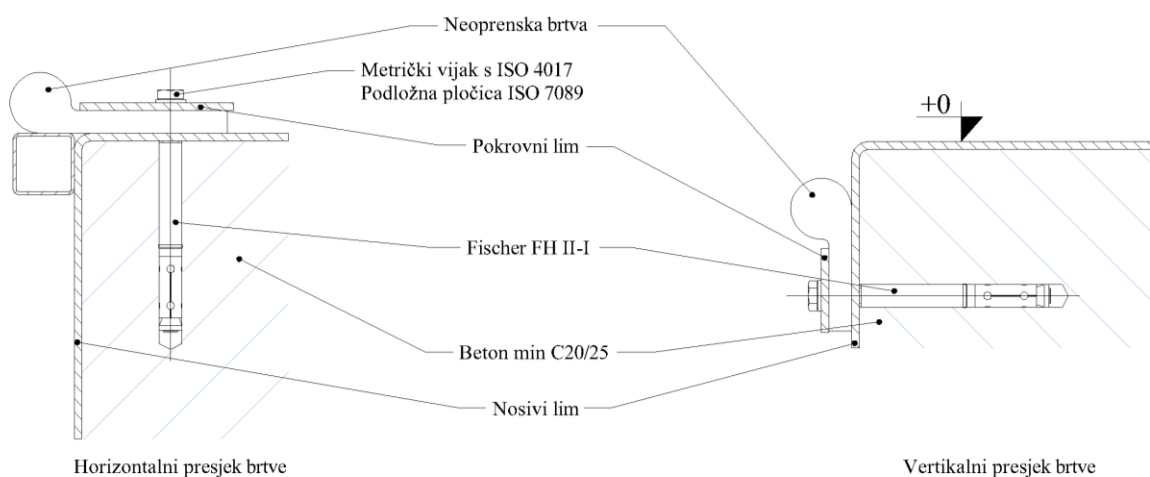 Neoprenska brtva
Metrički vijak s ISO 4017
Podložna pločica ISO 7089
+0
Pokrovni lim
Fischer FH II-I
Beton min C20/25
Nosivi lim
Horizontalni presjek brtve
Vertikalni presjek brtve